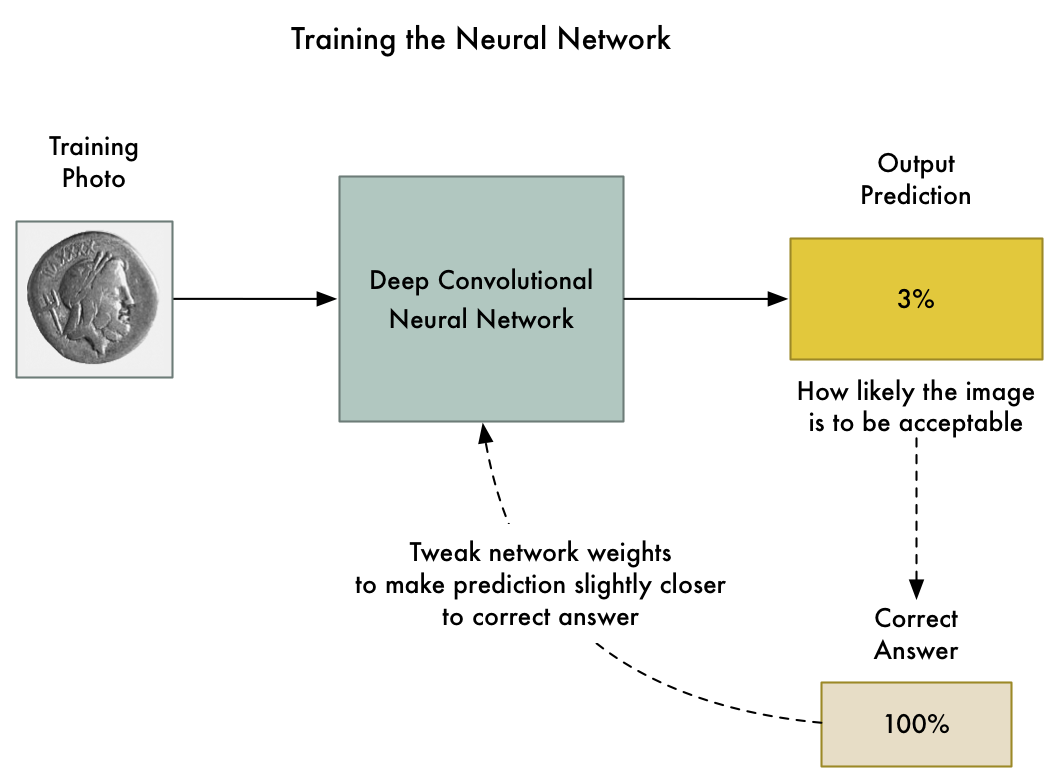 Training the Neural Network
Training
Photo
Deep Convolutional
Neural Network
Output
Prediction
3%
How likely the image
is to be acceptable
Tweak network weights
to make prediction slightly closer
to correct answer
Correct
Answer
100%